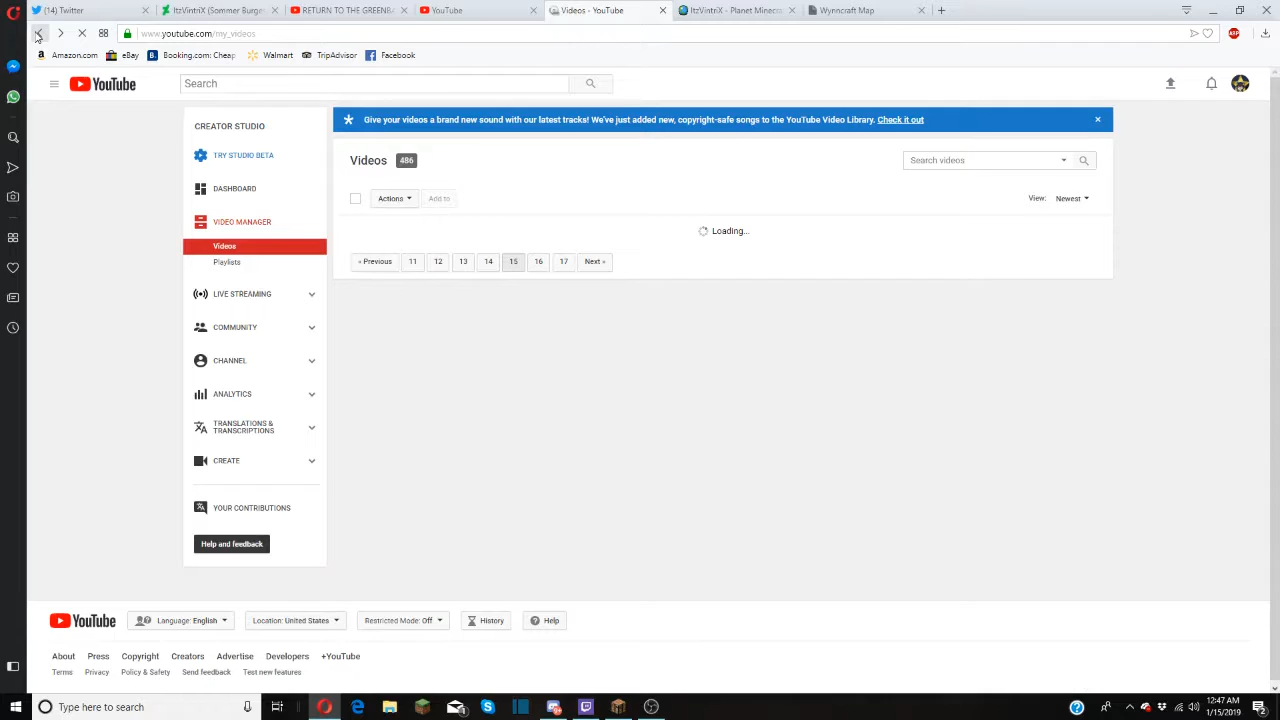 (14) Twitter
ItzVintirBuilds
RETURN TO THE GREENBA
YouTube
Videos - YouTube
ItzVintirX - Planet Minecra
Wynncraft Map
www.youtube.com/my_videos
Amazon.com
eBay
Booking.com: Cheap
Walmart
TripAdvisor
Facebook
YouTube
Search
CREATOR STUDIO
Give your videos a brand new sound with our latest tracks! We've just added new, copyright-safe songs to the YouTube Video Library. Check it out
TRY STUDIO BETA
Videos 486
Search videos
DASHBOARD
Actions
Add to
View: Newest
VIDEO MANAGER
Loading...
Videos
Playlists
« Previous 11 12 13 14 15 16 17 Next »
LIVE STREAMING
COMMUNITY
CHANNEL
ANALYTICS
TRANSLATIONS &
TRANSCRIPTIONS
CREATE
YOUR CONTRIBUTIONS
Help and feedback
YouTube
Language: English
Location: United States
Restricted Mode: Off
History
Help
About Press Copyright Creators Advertise Developers +YouTube
Terms Privacy Policy & Safety Send feedback Test new features
Type here to search
12:47 AM
1/15/2019